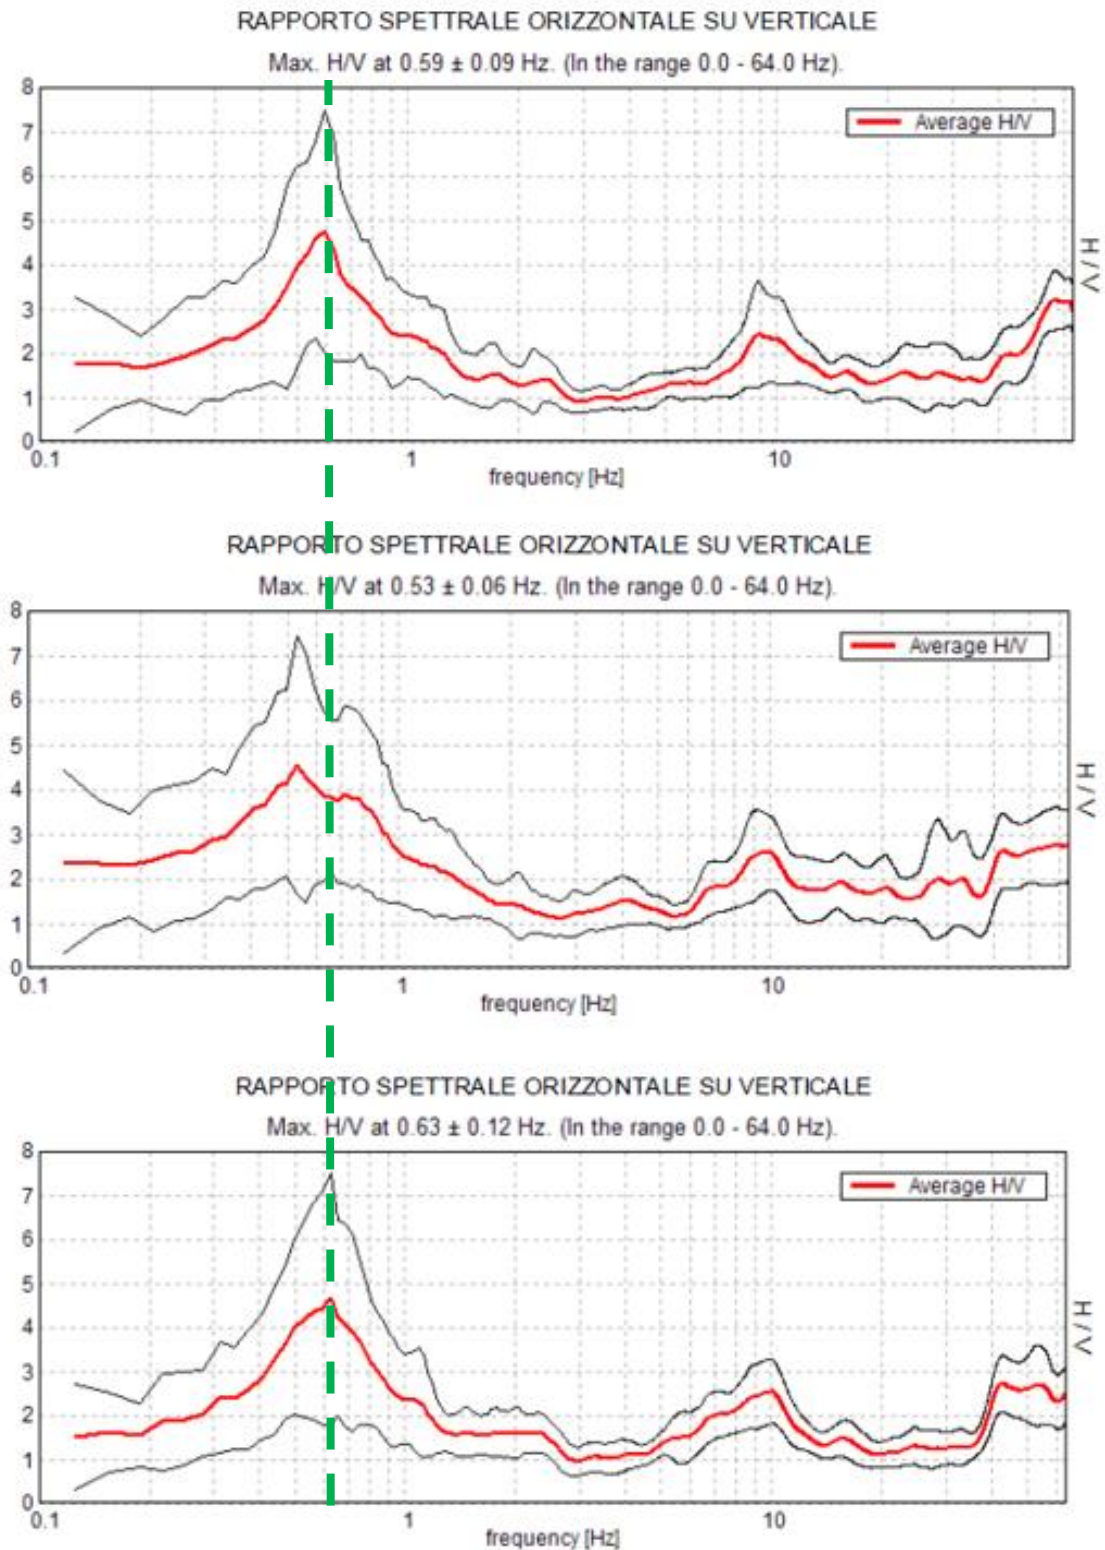 RAPPORTO SPETTRALE ORIZZONTALE SU VERTICALE
Max. H/V at 0.59 ± 0.09 Hz. (In the range 0.0 - 64.0 Hz).
8
Average H/V
7
6
5
4
3
2
1
0
H / V
0.1 1 10
frequency [Hz]
RAPPORTO SPETTRALE ORIZZONTALE SU VERTICALE
Max. H/V at 0.53 ± 0.06 Hz. (In the range 0.0 - 64.0 Hz).
8
Average H/V
7
6
5
4
3
2
1
0
H / V
0.1 1 10
frequency [Hz]
RAPPORTO SPETTRALE ORIZZONTALE SU VERTICALE
Max. H/V at 0.63 ± 0.12 Hz. (In the range 0.0 - 64.0 Hz).
8
Average H/V
7
6
5
4
3
2
1
0
H / V
0.1 1 10
frequency [Hz]